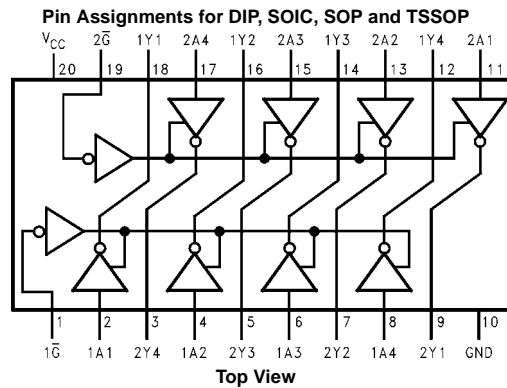 Pin Assignments for DIP, SOIC, SOP and TSSOP
VCC 2G̅ 1Y1 2A4 1Y2 2A3 1Y3 2A2 1Y4 2A1
20 19 18 17 16 15 14 13 12 11
1 2 3 4 5 6 7 8 9 10
1G̅ 1A1 2Y4 1A2 2Y3 1A3 2Y2 1A4 2Y1 GND
Top View